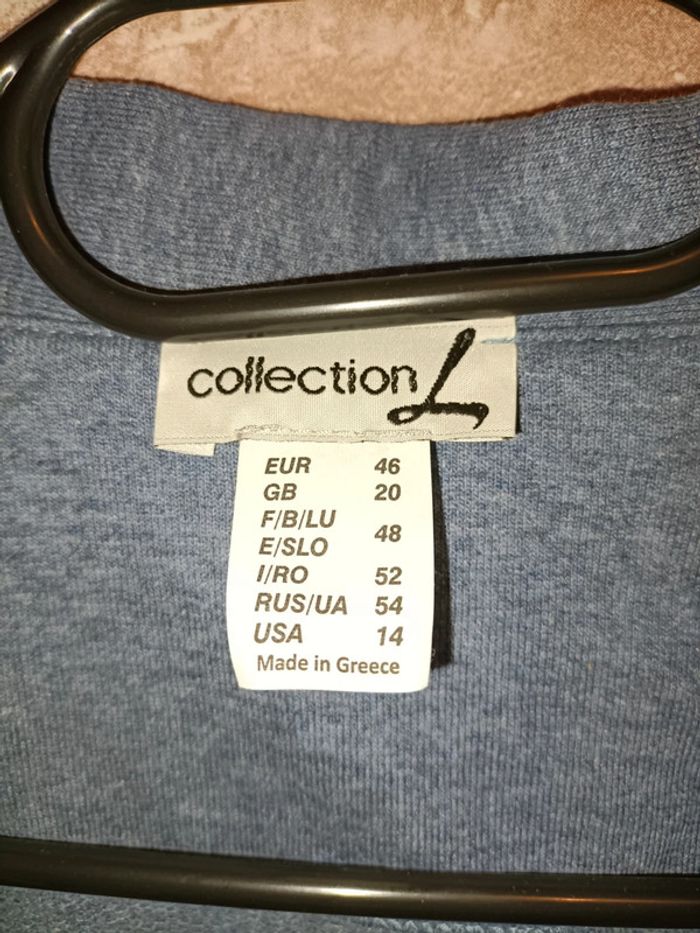 collection L
EUR 46
GB 20
F/B/LU
E/SLO 48
I/RO 52
RUS/UA 54
USA 14
Made in Greece